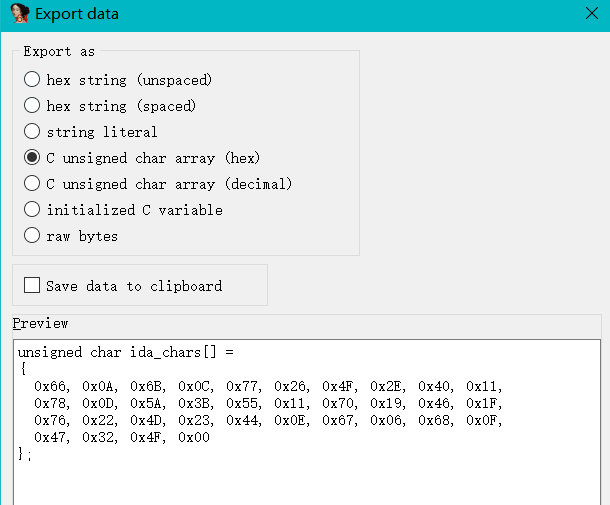 Export data
Export as
hex string (unspaced)
hex string (spaced)
string literal
C unsigned char array (hex)
C unsigned char array (decimal)
initialized C variable
raw bytes
Save data to clipboard
Preview
unsigned char ida_chars[] =
{
  0x66, 0x0A, 0x6B, 0x0C, 0x77, 0x26, 0x4F, 0x2E, 0x40, 0x11,
  0x78, 0x0D, 0x5A, 0x3B, 0x55, 0x11, 0x70, 0x19, 0x46, 0x1F,
  0x76, 0x22, 0x4D, 0x23, 0x44, 0x0E, 0x67, 0x06, 0x68, 0x0F,
  0x47, 0x32, 0x4F, 0x00
};